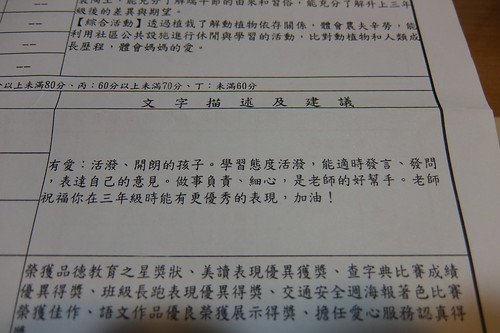 級後的差異與期望。
【綜合活動】透過植栽了解動植物依存關係，體會農夫辛勞，能
利用社區公共設施進行休閒與學習的活動，比對動植物和人類成
長歷程，體會媽媽的愛。
以上未滿80分、丙：60分以上未滿70分、丁：未滿60分
文字描述及建議
有愛：活潑、開朗的孩子。學習態度活潑，能適時發言、發問
，表達自己的意見。做事負責、細心，是老師的好幫手。老師
祝福你在三年級時能有更優秀的表現，加油！
榮獲品德教育之星獎狀、美讀表現優異獲獎、查字典比賽成績
優異得獎、班級長跑表現優異得獎、交通安全週海報著色比賽
榮獲佳作、語文作品優良榮獲展示得獎、擔任愛心服務認真得